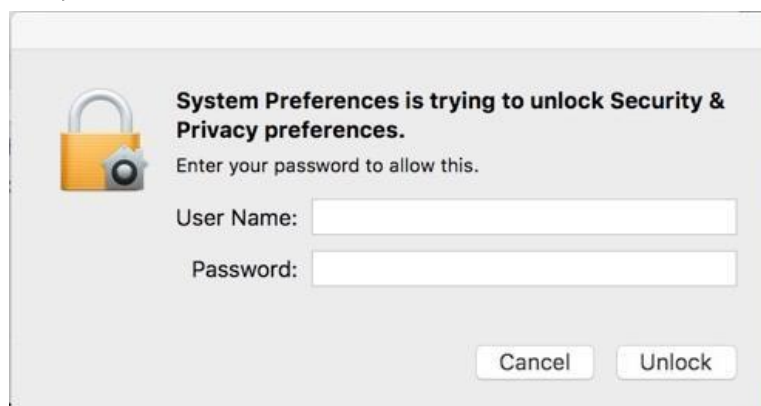 System Preferences is trying to unlock Security &
Privacy preferences.
Enter your password to allow this.
User Name:
Password:
Cancel
Unlock